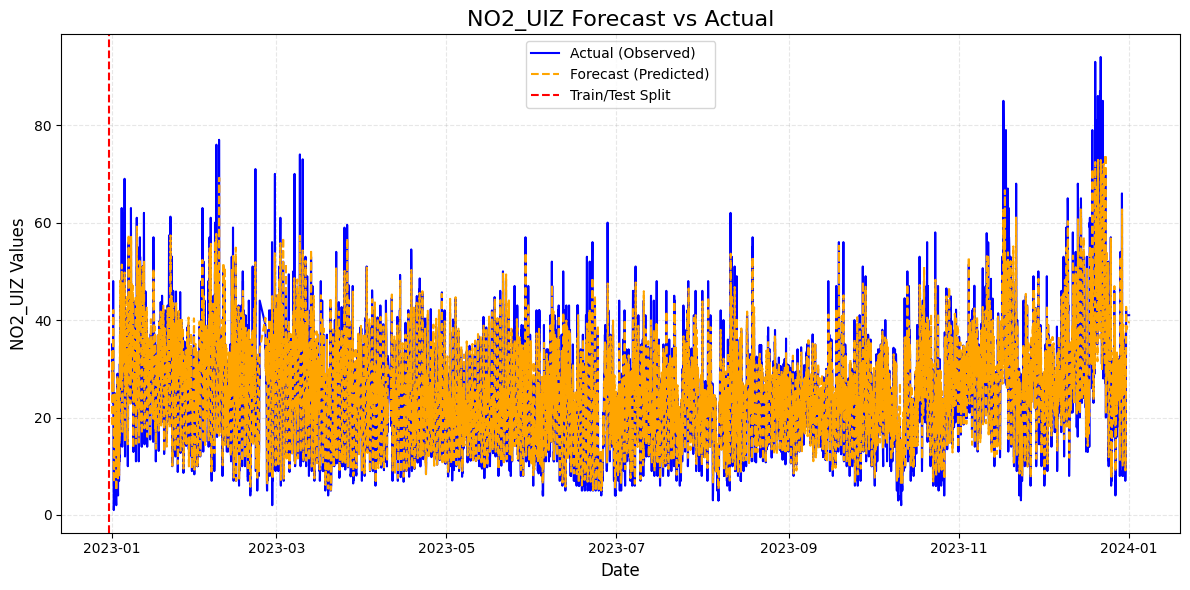 NO2_UIZ Forecast vs Actual
Actual (Observed)
Forecast (Predicted)
Train/Test Split
NO2_UIZ Values
80
60
40
20
0
2023-01
2023-03
2023-05
2023-07
2023-09
2023-11
2024-01
Date